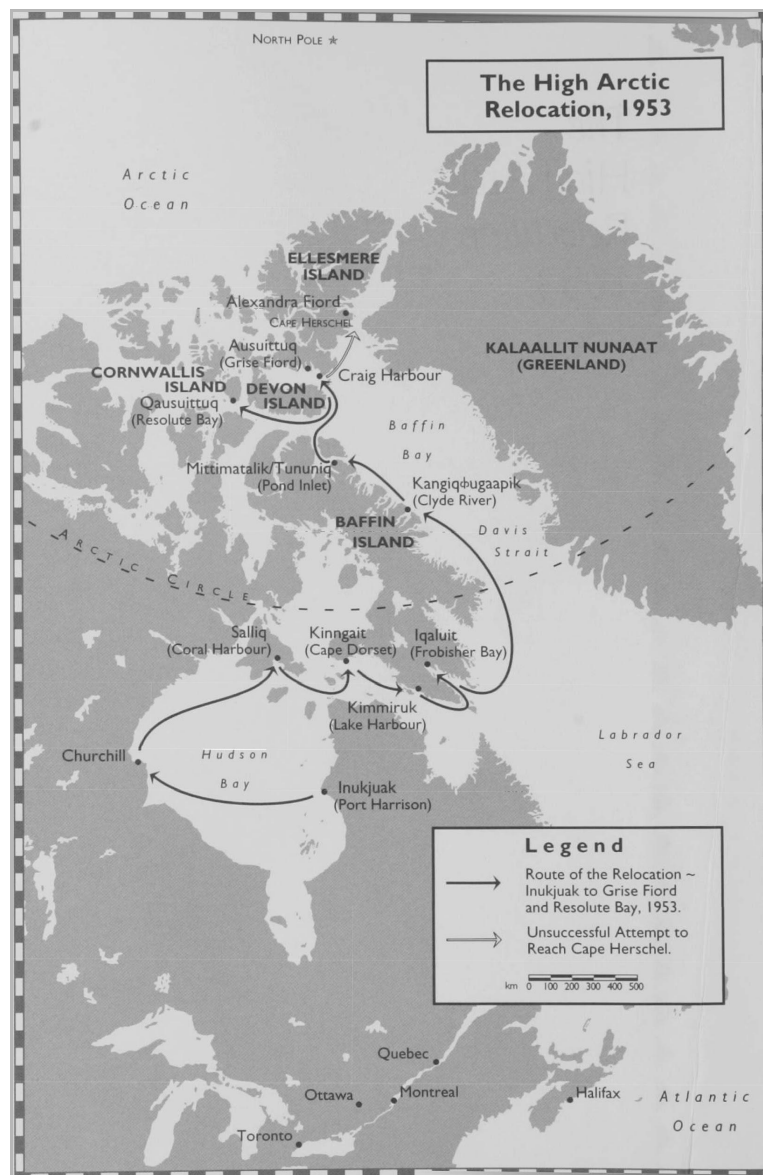 NORTH POLE
The High Arctic
Relocation, 1953
Arctic
Ocean
ELLESMERE
ISLAND
Alexandra Fiord
CAPE HERSCHEL
Ausuittuq
(Grise Fiord)
Craig Harbour
KALAALLIT NUNAAT
(GREENLAND)
CORNWALLIS
ISLAND
DEVON
ISLAND
Qausuittuq
(Resolute Bay)
Baffin
Bay
Mittimatalik/Tununiq
(Pond Inlet)
Kangiqɸugaapik
(Clyde River)
BAFFIN
ISLAND
Davis
Strait
ARCTIC CIRCLE
Salliq
(Coral Harbour)
Kinngait
(Cape Dorset)
Iqaluit
(Frobisher Bay)
Kimmiruk
(Lake Harbour)
Churchill
Hudson
Bay
Inukjuak
(Port Harrison)
Labrador
Sea
Legend
Route of the Relocation ~
Inukjuak to Grise Fiord
and Resolute Bay, 1953.
Unsuccessful Attempt to
Reach Cape Herschel.
km 0 100 200 300 400 500
Quebec
Ottawa
Montreal
Toronto
Halifax
Atlantic
Ocean